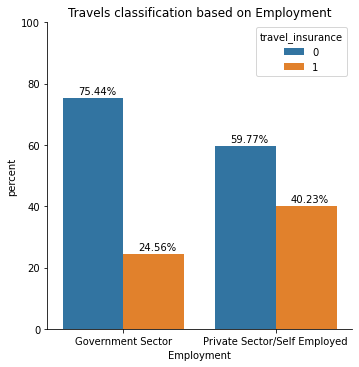 Travels classification based on Employment
travel_insurance
0
1
100
80
60
40
20
0
percent
75.44%
24.56%
59.77%
40.23%
Government Sector
Private Sector/Self Employed
Employment